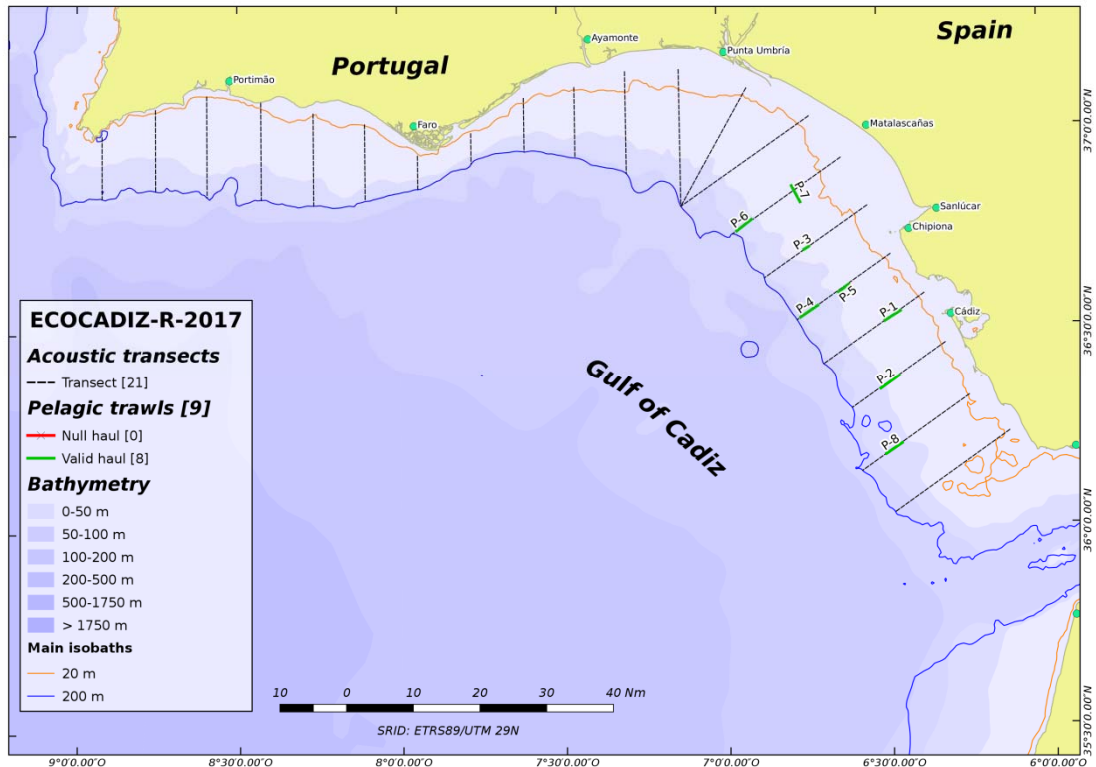 Spain
Ayamonte
Punta Umbría
Portugal
Portimão
Faro
Matalascañas
37°0'0.00"N
P-7
Sanlúcar
P-6
Chipiona
P-3
P-5
P-4
P-1
Cádiz
36°30'0.00"N
P-2
Gulf of Cadiz
P-8
36°0'0.00"N
35°30'0.00"N
ECOCADIZ-R-2017
Acoustic transects
Transect [21]
Pelagic trawls [9]
Null haul [0]
Valid haul [8]
Bathymetry
0-50 m
50-100 m
100-200 m
200-500 m
500-1750 m
> 1750 m
Main isobaths
20 m
200 m
10 0 10 20 30 40 Nm
SRID: ETRS89/UTM 29N
9°0'0.00"O 8°30'0.00"O 8°0'0.00"O 7°30'0.00"O 7°0'0.00"O 6°30'0.00"O 6°0'0.00"O